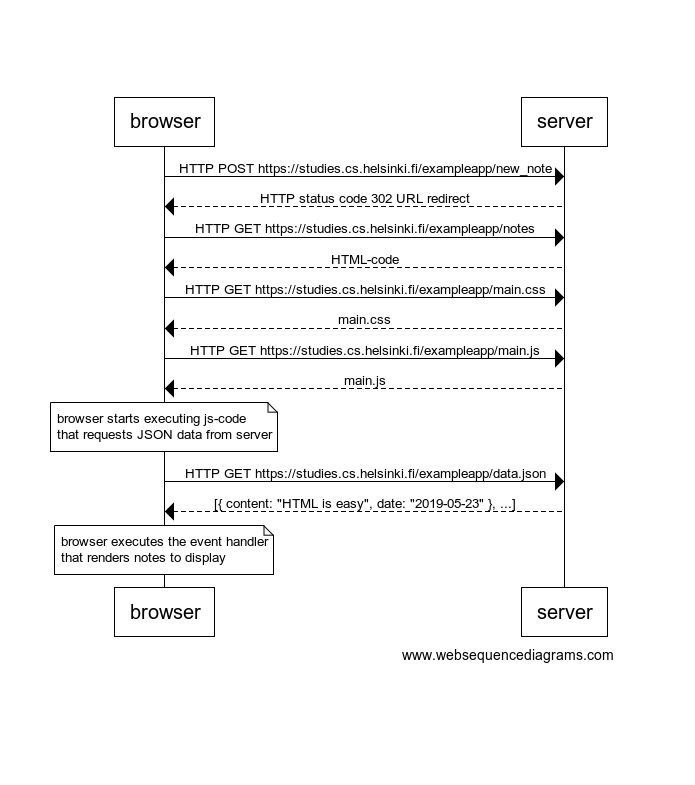 browser
server
HTTP POST https://studies.cs.helsinki.fi/exampleapp/new_note
HTTP status code 302 URL redirect
HTTP GET https://studies.cs.helsinki.fi/exampleapp/notes
HTML-code
HTTP GET https://studies.cs.helsinki.fi/exampleapp/main.css
main.css
HTTP GET https://studies.cs.helsinki.fi/exampleapp/main.js
main.js
browser starts executing js-code
that requests JSON data from server
HTTP GET https://studies.cs.helsinki.fi/exampleapp/data.json
[{ content: "HTML is easy", date: "2019-05-23" }, ...]
browser executes the event handler
that renders notes to display
browser
server
www.websequencediagrams.com